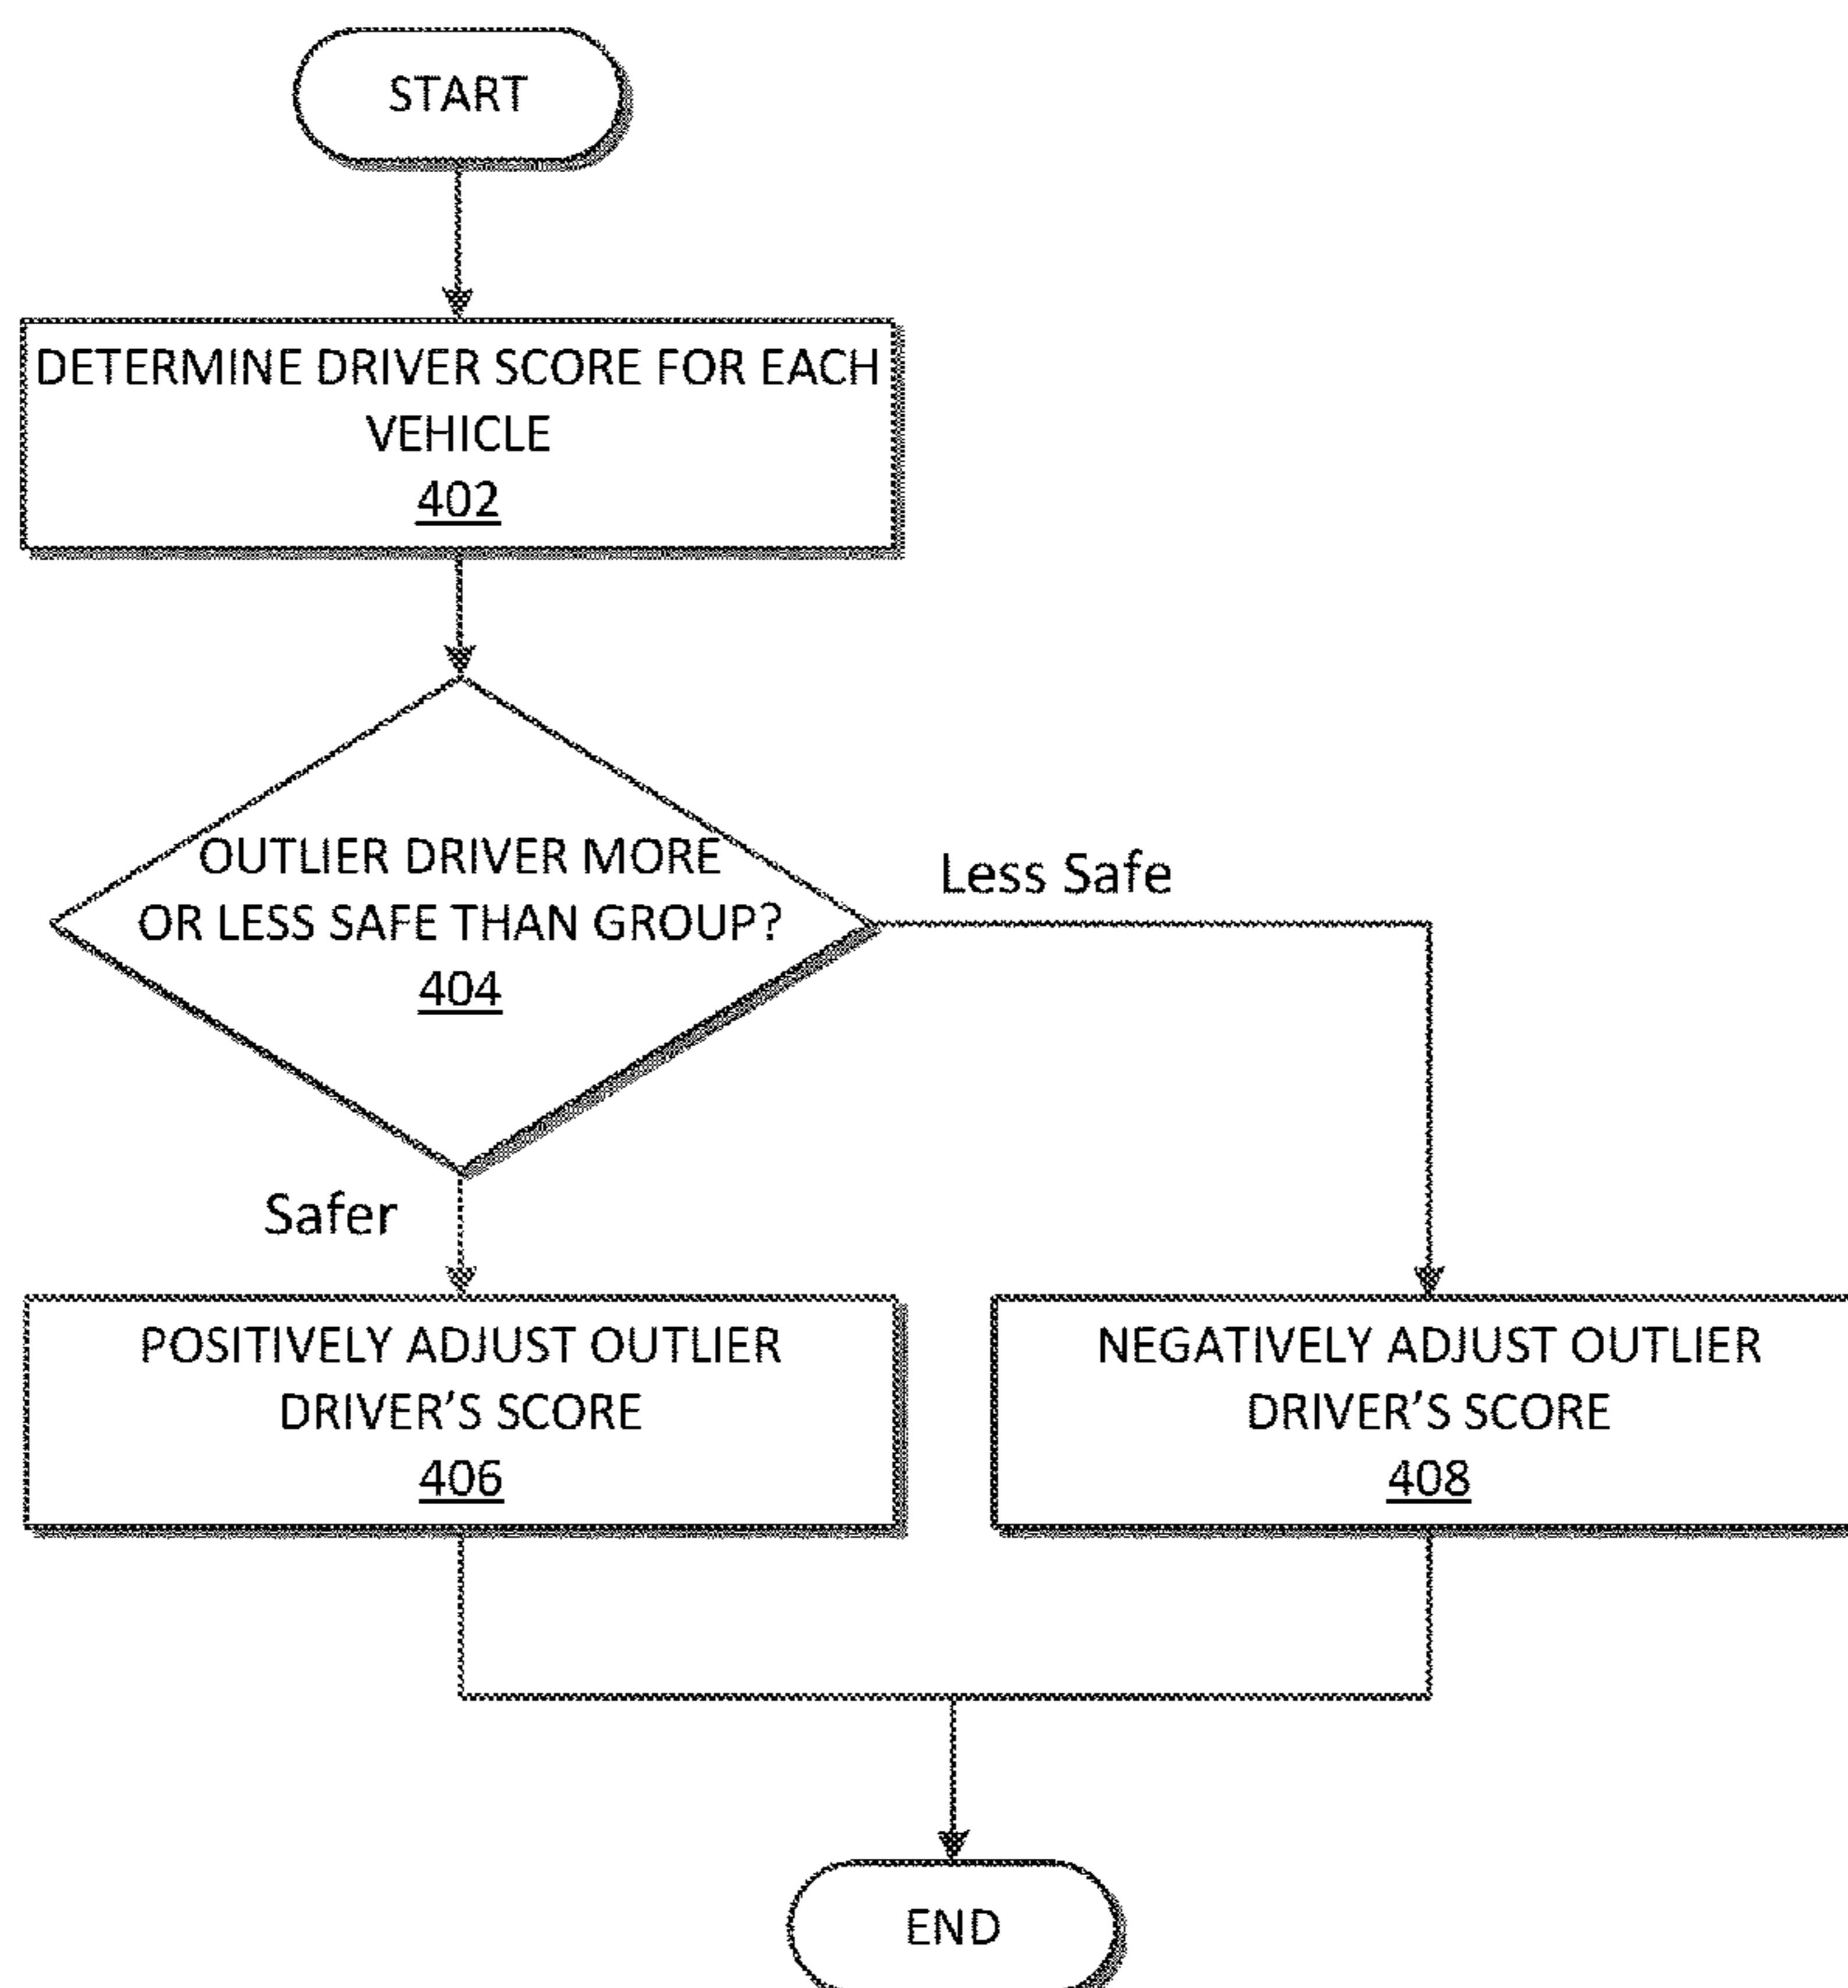 START
DETERMINE DRIVER SCORE FOR EACH
VEHICLE
402
OUTLIER DRIVER MORE
OR LESS SAFE THAN GROUP?
404
Less Safe
Safer
POSITIVELY ADJUST OUTLIER
DRIVER’S SCORE
406
NEGATIVELY ADJUST OUTLIER
DRIVER’S SCORE
408
END